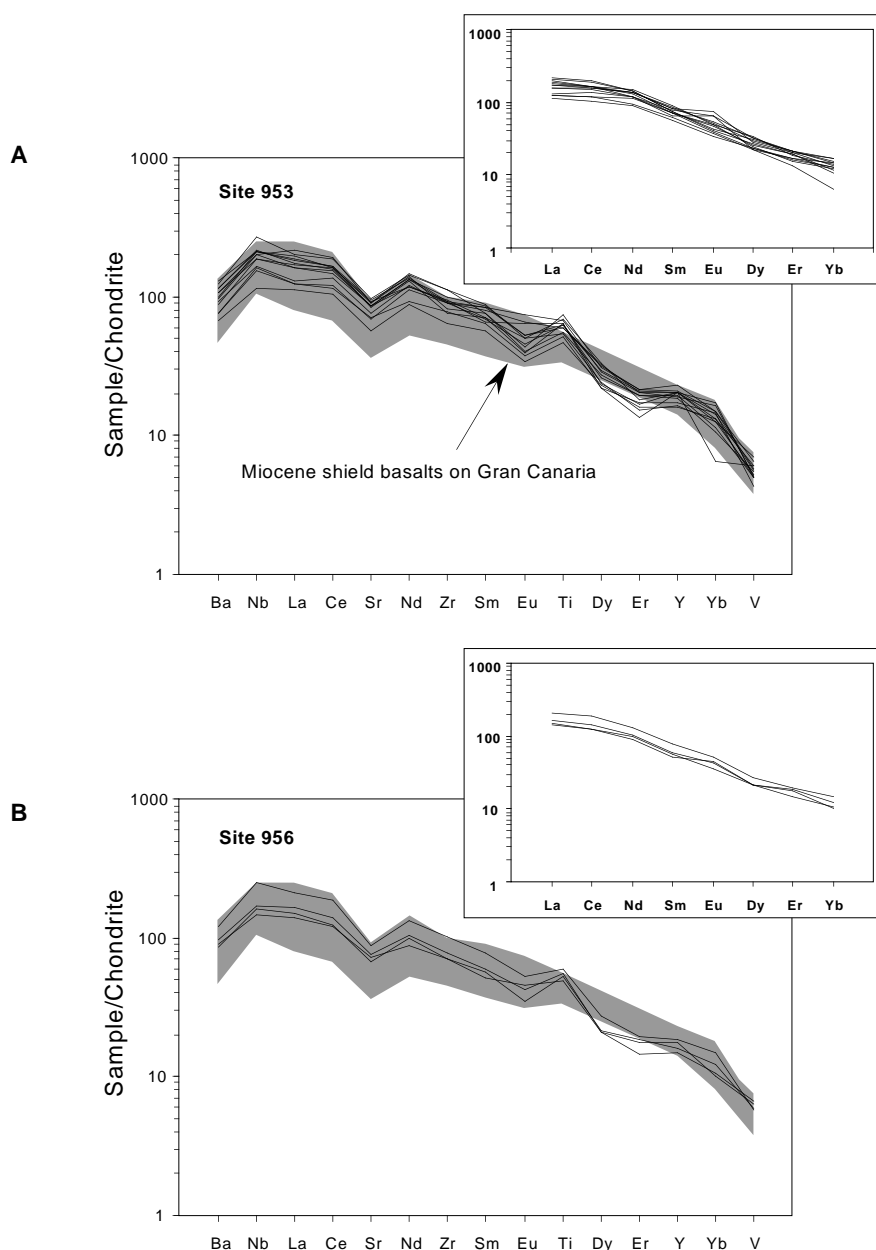 A
1000
100
10
1
La Ce Nd Sm Eu Dy Er Yb
Site 953
1000
100
10
1
Sample/Chondrite
Miocene shield basalts on Gran Canaria
Ba Nb La Ce Sr Nd Zr Sm Eu Ti Dy Er Y Yb V
B
1000
100
10
1
La Ce Nd Sm Eu Dy Er Yb
Site 956
1000
100
10
1
Sample/Chondrite
Ba Nb La Ce Sr Nd Zr Sm Eu Ti Dy Er Y Yb V